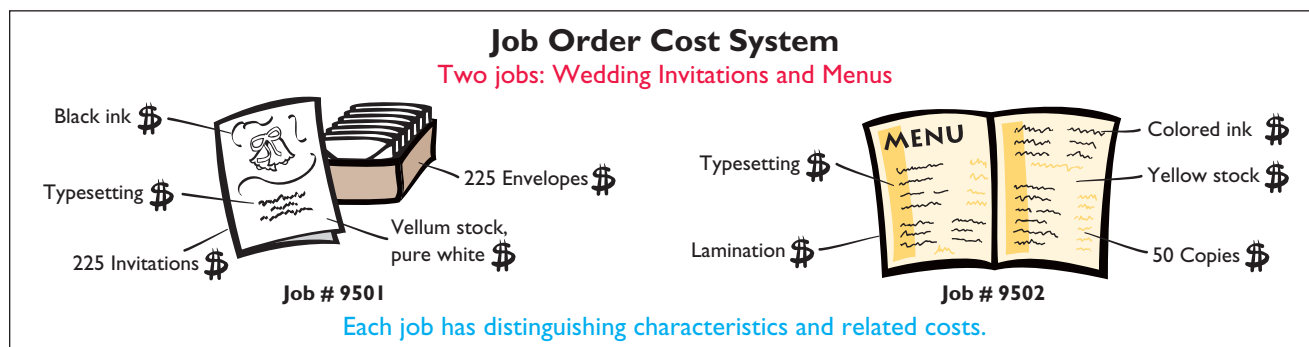 Job Order Cost System
Two jobs: Wedding Invitations and Menus
Black ink $
Typesetting $
225 Invitations $
225 Envelopes $
Vellum stock,
pure white $
Job # 9501
MENU
Typesetting $
Lamination $
Colored ink $
Yellow stock $
50 Copies $
Job # 9502
Each job has distinguishing characteristics and related costs.